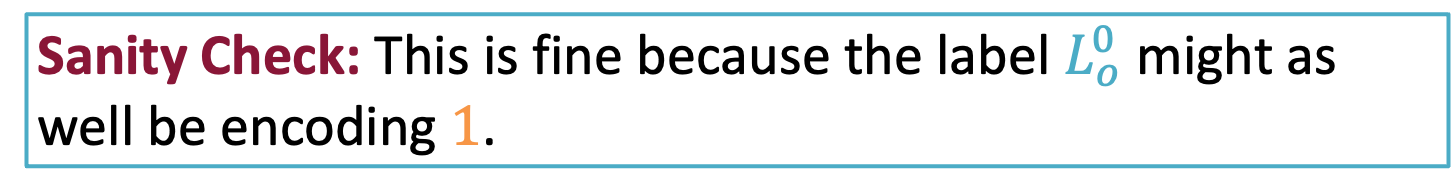 Sanity Check: This is fine because the label $L_o^0$ might as
well be encoding 1.